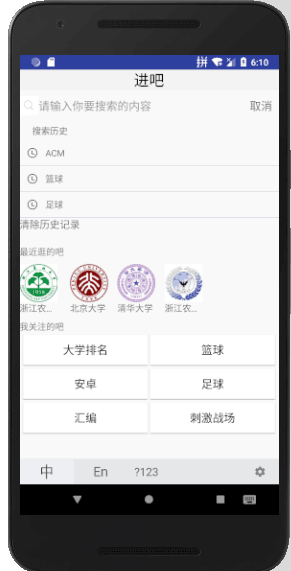 拼 6:10
进吧
请输入你要搜索的内容 取消
搜索历史
ACM
篮球
足球
清除历史记录
最近逛的吧
浙江农... 北京大学 清华大学 浙江农...
我关注的吧
大学排名 篮球
安卓 足球
汇编 刺激战场
中 En ?123